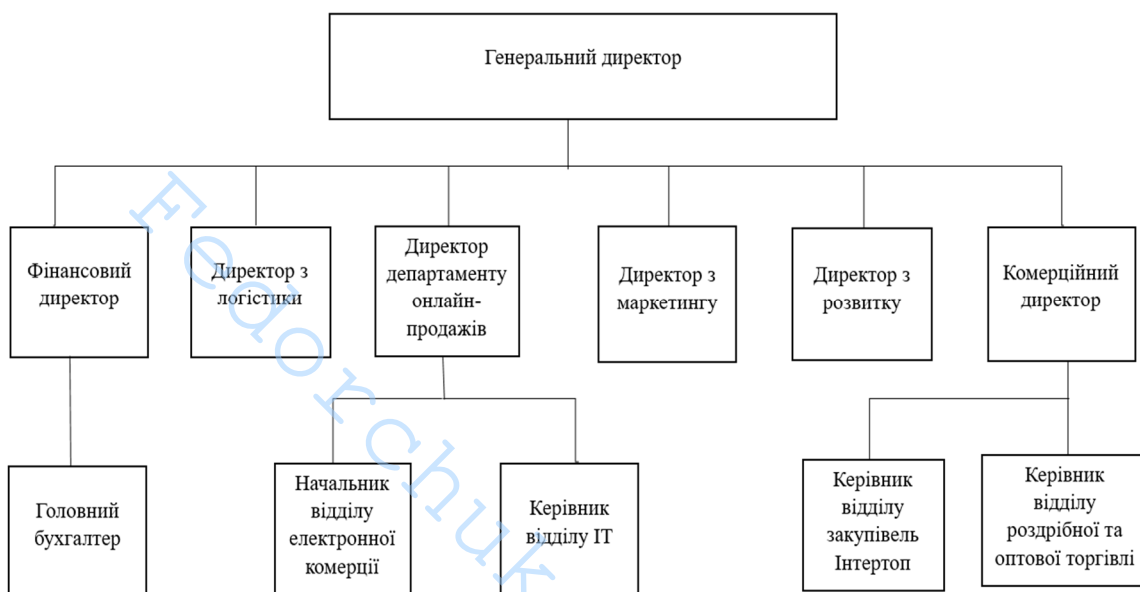 Генеральний директор
Фінансовий
директор
Директор з
логістики
Директор
департаменту
онлайн-
продажів
Директор з
маркетингу
Директор з
розвитку
Комерційний
директор
Головний
бухгалтер
Начальник
відділу
електронної
комерції
Керівник
відділу ІТ
Керівник
відділу
закупівель
Інтертоп
Керівник
відділу
роздрібної та
оптової торгівлі
Fedorchuk